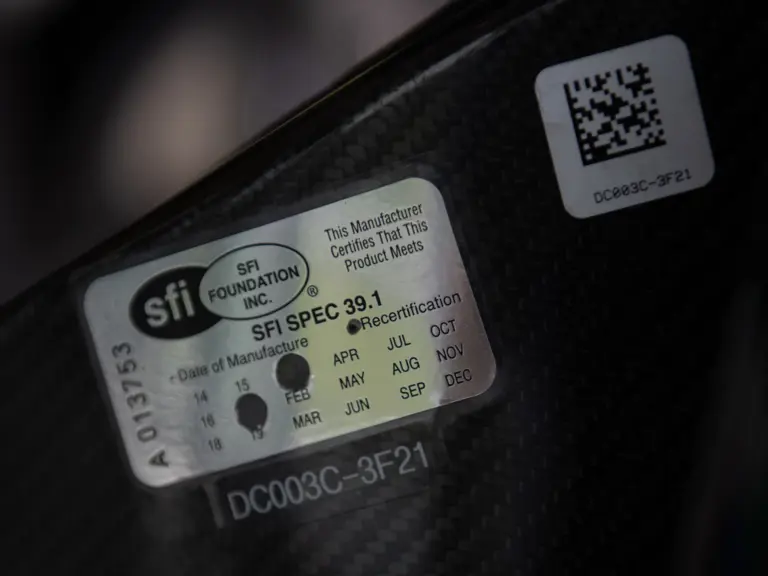 DC003C-3F21
This Manufacturer
Certifies That This
Product Meets
sfi
SFI
FOUNDATION
INC.
®
SFI SPEC 39.1
Date of Manufacture
Recertification
14 15
16
18 19
FEB
MAR
APR
MAY
JUN
JUL
AUG
SEP
OCT
NOV
DEC
A 013753
DC003C-3F21